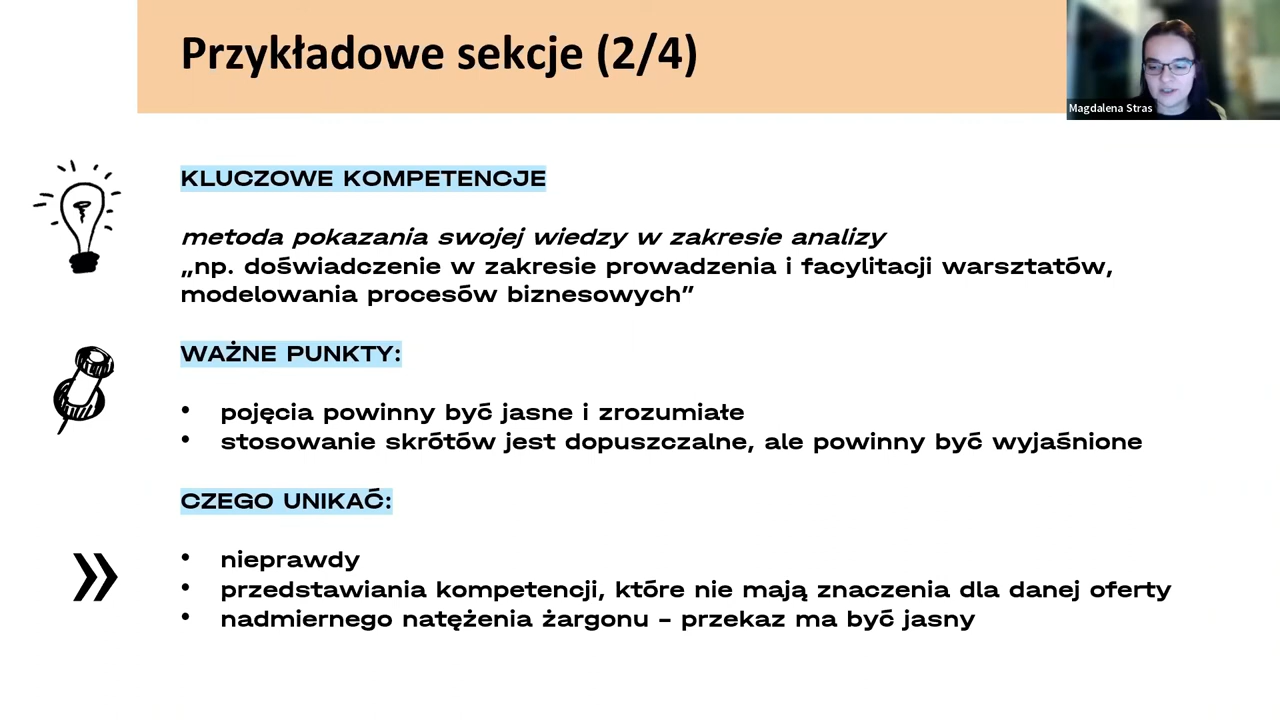 Przykładowe sekcje (2/4)
Magdalena Stras
KLUCZOWE KOMPETENCJE
metoda pokazania swojej wiedzy w zakresie analizy
„np. doświadczenie w zakresie prowadzenia i facylitacji warsztatów,
modelowania procesów biznesowych”
WAŻNE PUNKTY:
• pojęcia powinny być jasne i zrozumiałe
• stosowanie skrótów jest dopuszczalne, ale powinny być wyjaśnione
CZEGO UNIKAĆ:
• nieprawdy
• przedstawiania kompetencji, które nie mają znaczenia dla danej oferty
• nadmiernego natężenia żargonu – przekaz ma być jasny